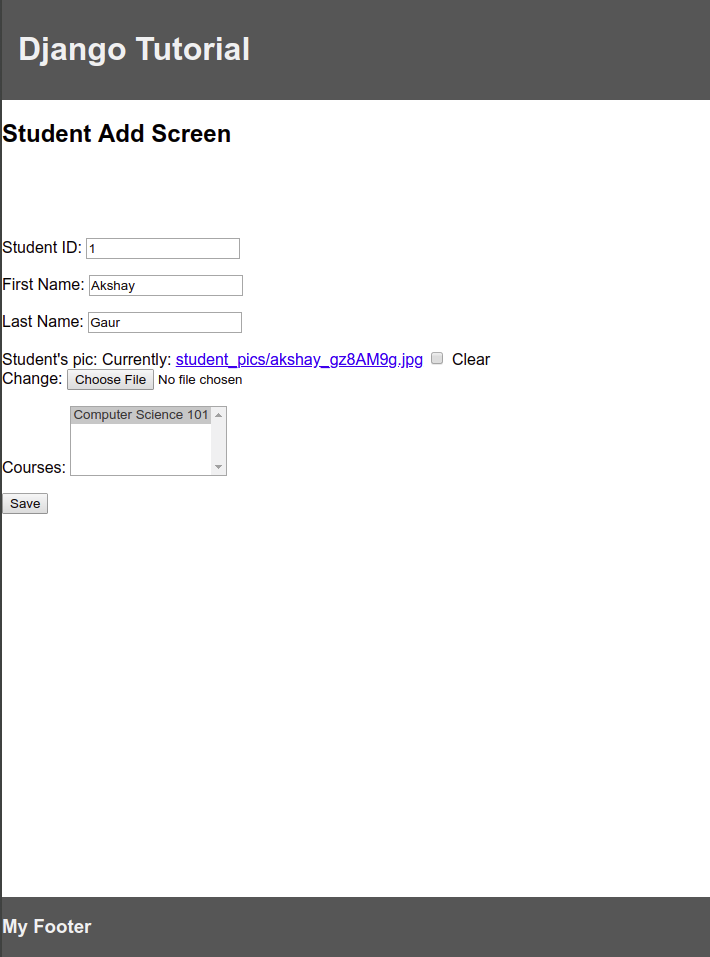 Django Tutorial
Student Add Screen
Student ID: 1
First Name: Akshay
Last Name: Gaur
Student's pic: Currently: student_pics/akshay_gz8AM9g.jpg Clear
Change: Choose File No file chosen
Computer Science 101
Courses:
Save
My Footer